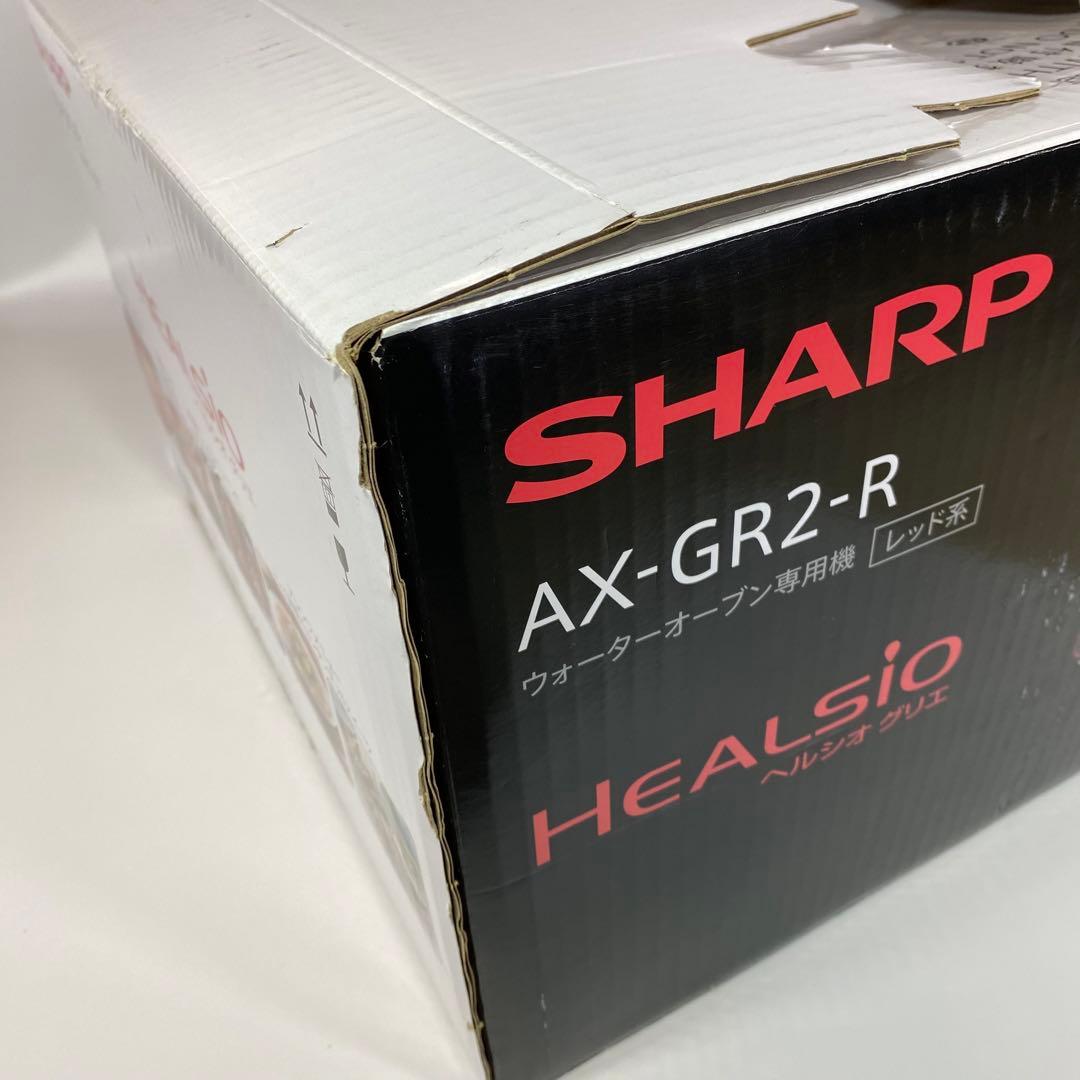 SHARP
AX-GR2-R
ウォーターオーブン専用機 レッド系
HEALSiO
ヘルシオ グリエ